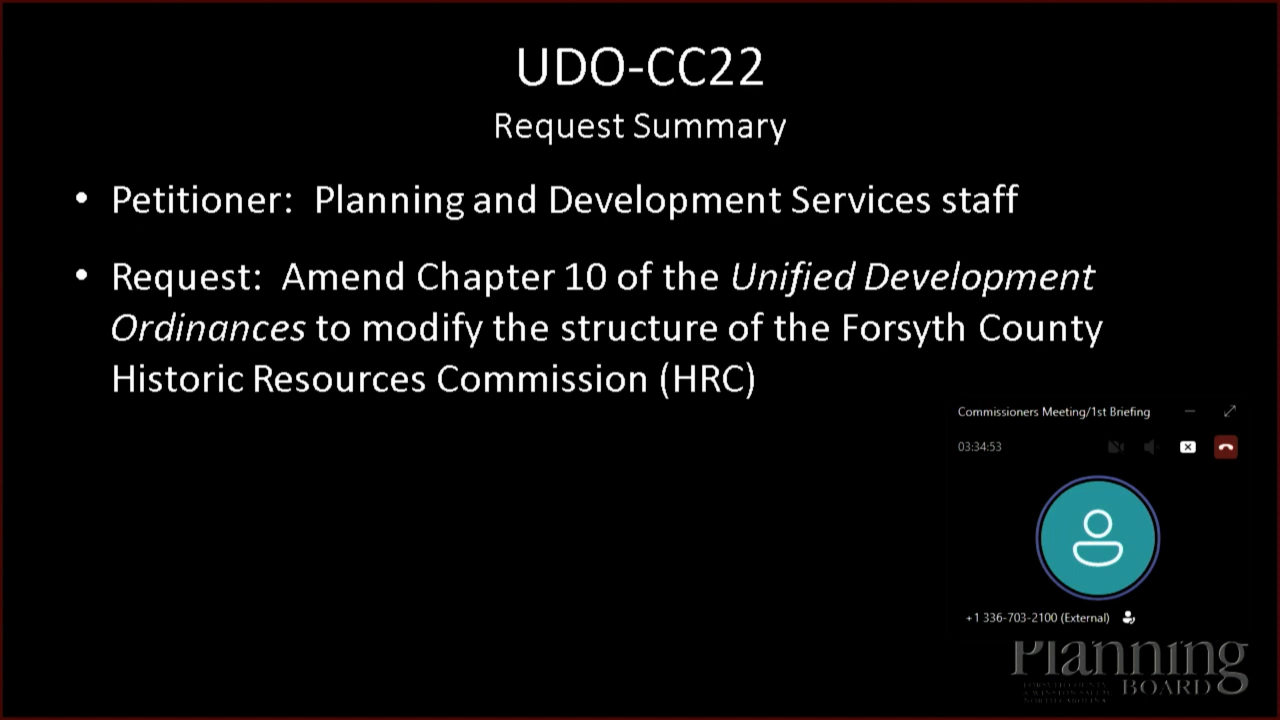 UDO-CC22
Request Summary
• Petitioner: Planning and Development Services staff
• Request: Amend Chapter 10 of the Unified Development
Ordinances to modify the structure of the Forsyth County
Historic Resources Commission (HRC)
Commissioners Meeting/1st Briefing
03:34:53
+1 336-703-2100 (External)
Planning
BOARD